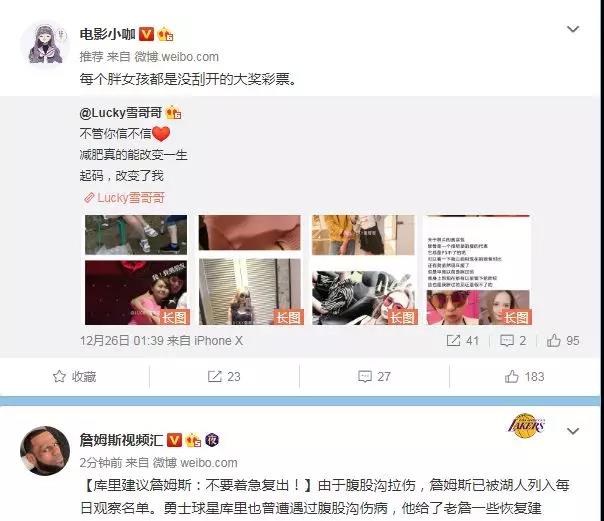 电影小咖
推荐 来自 微博.weibo.com
每个胖女孩都是没刮开的大奖彩票。
@Lucky雪哥哥
不管你信不信
减肥真的能改变一生
起码，改变了我
Lucky雪哥哥
长图
长图
长图
长图
12月26日 01:39 来自 iPhone X
41
2
95
收藏
23
27
183
LAKERS
詹姆斯视频汇
夜
2分钟前 来自 微博.weibo.com
【库里建议詹姆斯：不要着急复出！】由于腹股沟拉伤，詹姆斯已被湖人列入每
日观察名单。勇士球星库里也曾遭遇过腹股沟伤病，他给了老詹一些恢复建